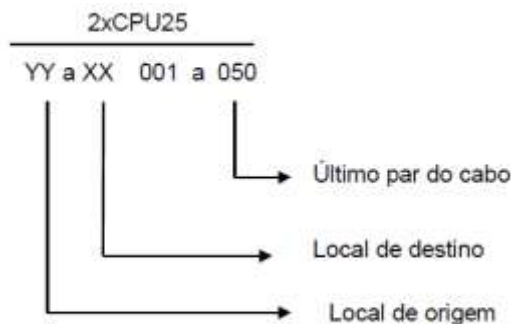 2xCPU25
YY a XX 001 a 050
Último par do cabo
Local de destino
Local de origem